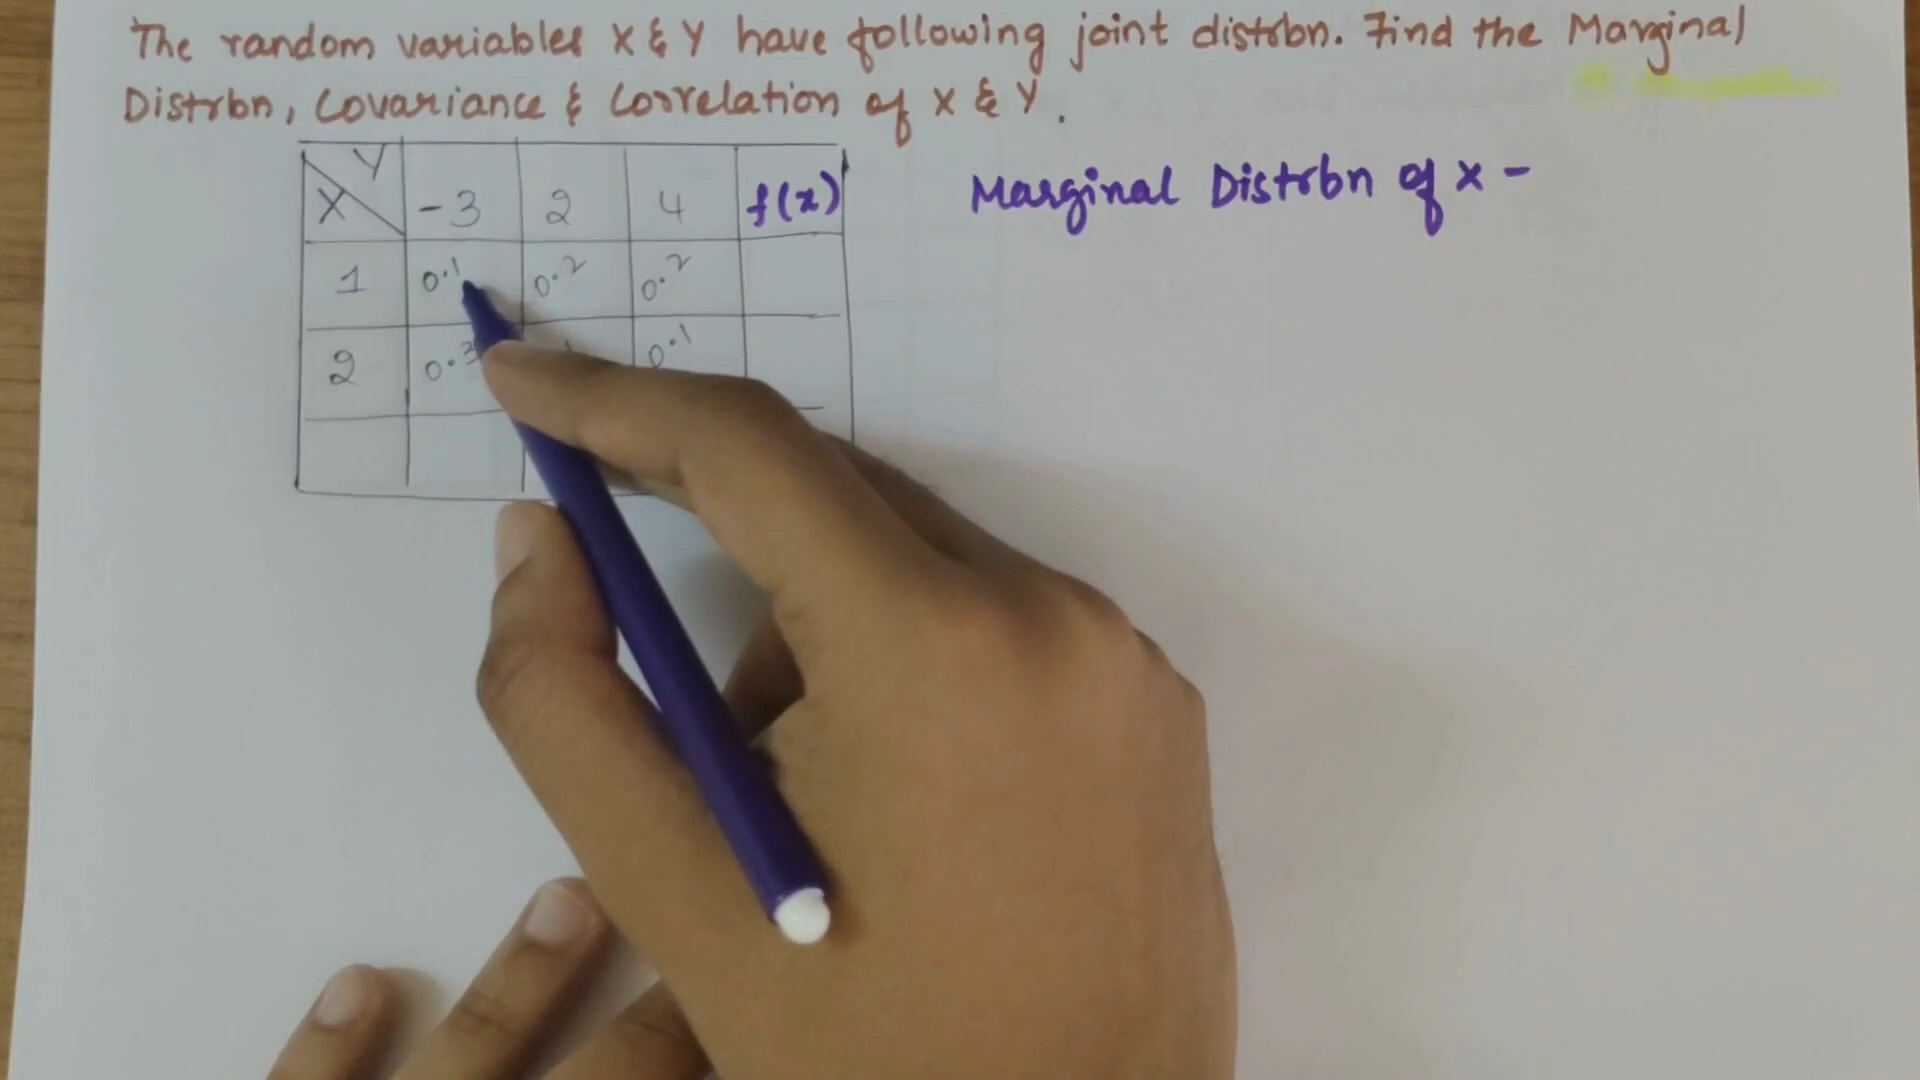 The random variables X & Y have following joint distrbn. Find the Marginal
Distrbn, Covariance & Correlation of X & Y.
Y
X -3 2 4 f(x)
1 0.1 0.2 0.2
2 0.3 0.1
Marginal Distrbn of X -